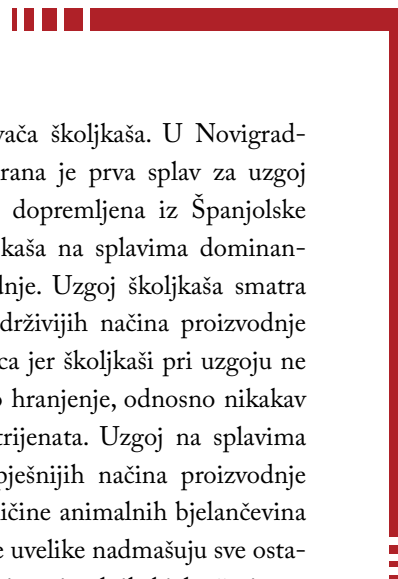 vača školjkaša. U Novigrad-
rana je prva splav za uzgoj
dopremljena iz Španjolske
kaša na splavima dominan-
dnje. Uzgoj školjkaša smatra
državijih načina proizvodnje
ca jer školjkaši pri uzgoju ne
o hranjenje, odnosno nikakav
trijenata. Uzgoj na splavima
pješnijih načina proizvodnje
ičine animalnih bjelančevina
e uvelike nadmašuju sve osta-